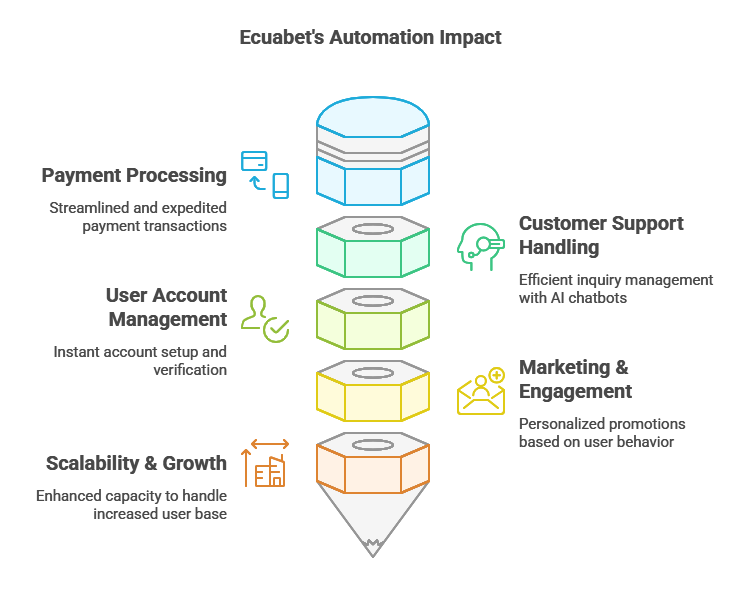 Ecuabet's Automation Impact
Payment Processing
Streamlined and expedited
payment transactions
Customer Support
Handling
Efficient inquiry management
with AI chatbots
User Account
Management
Instant account setup and
verification
Marketing &
Engagement
Personalized promotions
based on user behavior
Scalability & Growth
Enhanced capacity to handle
increased user base